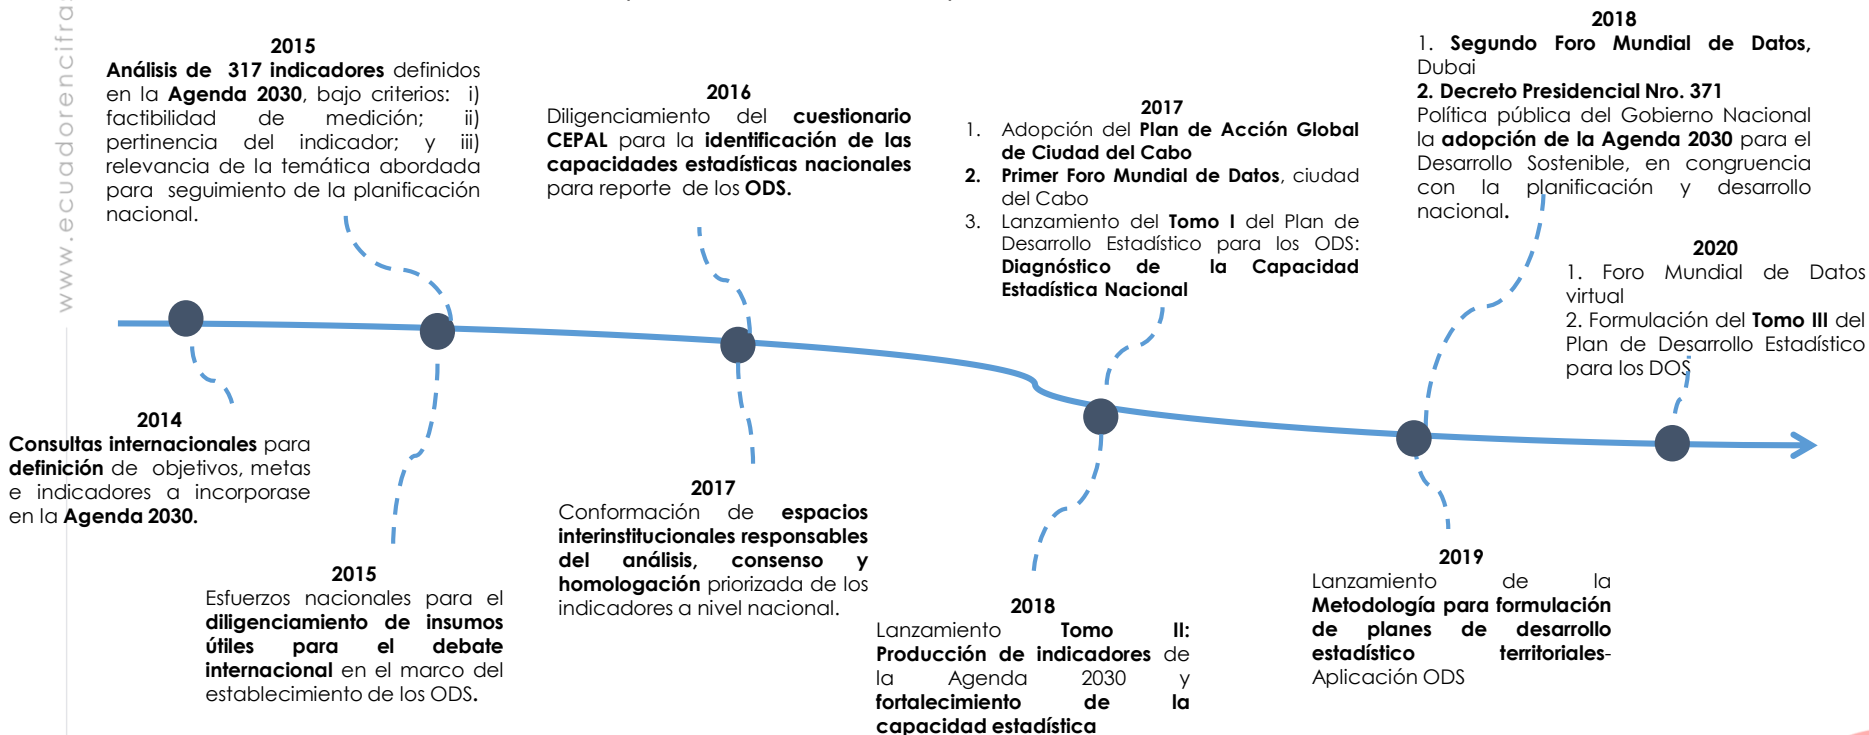 www.ecuadorencifras
2015
Análisis de 317 indicadores definidos
en la Agenda 2030, bajo criterios: i)
factibilidad de medición; ii)
pertinencia del indicador; y iii)
relevancia de la temática abordada
para seguimiento de la planificación
nacional.
2016
Diligenciamiento del cuestionario
CEPAL para la identificación de las
capacidades estadísticas nacionales
para reporte de los ODS.
2017
1. Adopción del Plan de Acción Global
de Ciudad del Cabo
2. Primer Foro Mundial de Datos, ciudad
del Cabo
3. Lanzamiento del Tomo I del Plan de
Desarrollo Estadístico para los ODS:
Diagnóstico de la Capacidad
Estadística Nacional
2018
1. Segundo Foro Mundial de Datos,
Dubai
2. Decreto Presidencial Nro. 371
Política pública del Gobierno Nacional
la adopción de la Agenda 2030 para el
Desarrollo Sostenible, en congruencia
con la planificación y desarrollo
nacional.
2020
1. Foro Mundial de Datos
virtual
2. Formulación del Tomo III del
Plan de Desarrollo Estadístico
para los DOS
2014
Consultas internacionales para
definición de objetivos, metas
e indicadores a incorporase
en la Agenda 2030.
2015
Esfuerzos nacionales para el
diligenciamiento de insumos
útiles para el debate
internacional en el marco del
establecimiento de los ODS.
2017
Conformación de espacios
interinstitucionales responsables
del análisis, consenso y
homologación priorizada de los
indicadores a nivel nacional.
2018
Lanzamiento Tomo II:
Producción de indicadores de
la Agenda 2030 y
fortalecimiento de la
capacidad estadística
2019
Lanzamiento de la
Metodología para formulación
de planes de desarrollo
estadístico territoriales-
Aplicación ODS